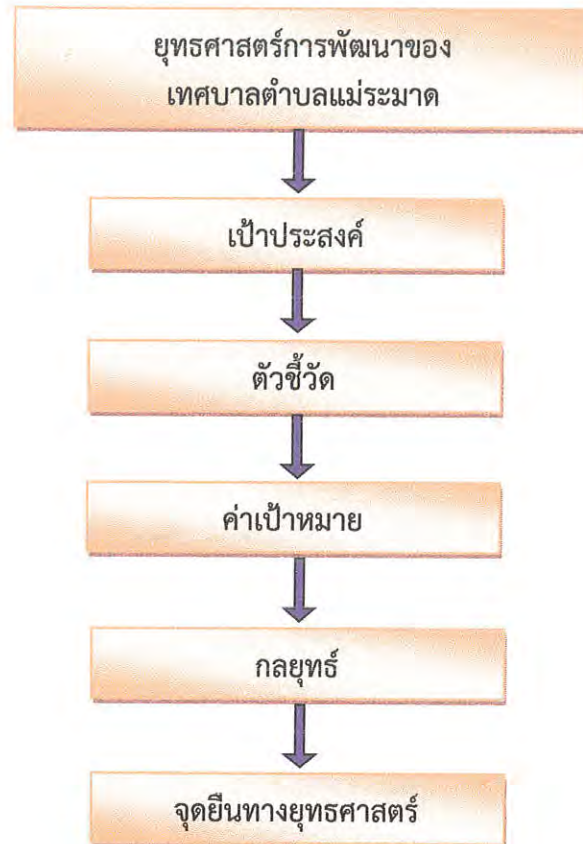 ยุทธศาสตร์การพัฒนาของ
เทศบาลตำบลแม่ระมาด
เป้าประสงค์
ตัวชี้วัด
ค่าเป้าหมาย
กลยุทธ์
จุดยืนทางยุทธศาสตร์